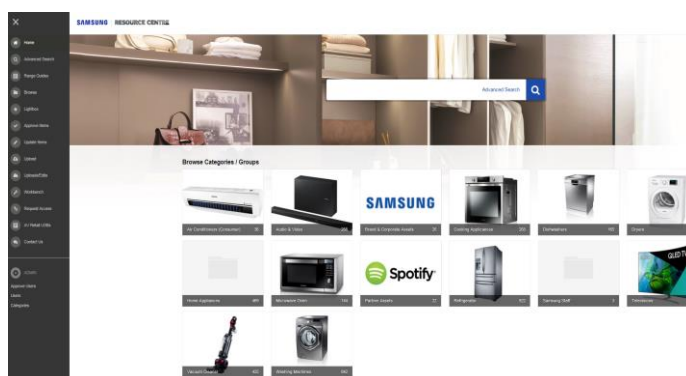 SAMSUNG RESOURCE CENTRE
Home
Advanced Search
Range Guides
Browse
Lightbox
Approve Items
Update Items
Upload
Uploads/Edits
Workbench
Request Access
Contact Us
Advanced Search
Browse Categories / Groups
SAMSUNG
QLED TV
Air Conditioners (Consumer)
Audio & Video
Brand & Corporate Assets
Cooking Appliances
Dishwashers
Dryers
Spotify
Home Appliances
Microwave Oven
Partner Assets
Refrigerator
Samsung Staff
Televisions
Vacuum Cleaners
Washing Machines
Approve Users
Users
Categories